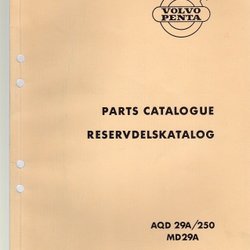 VOLVO
PENTA
PARTS CATALOGUE
RESERVDELSKATALOG
AQD 29A/250
MD29A